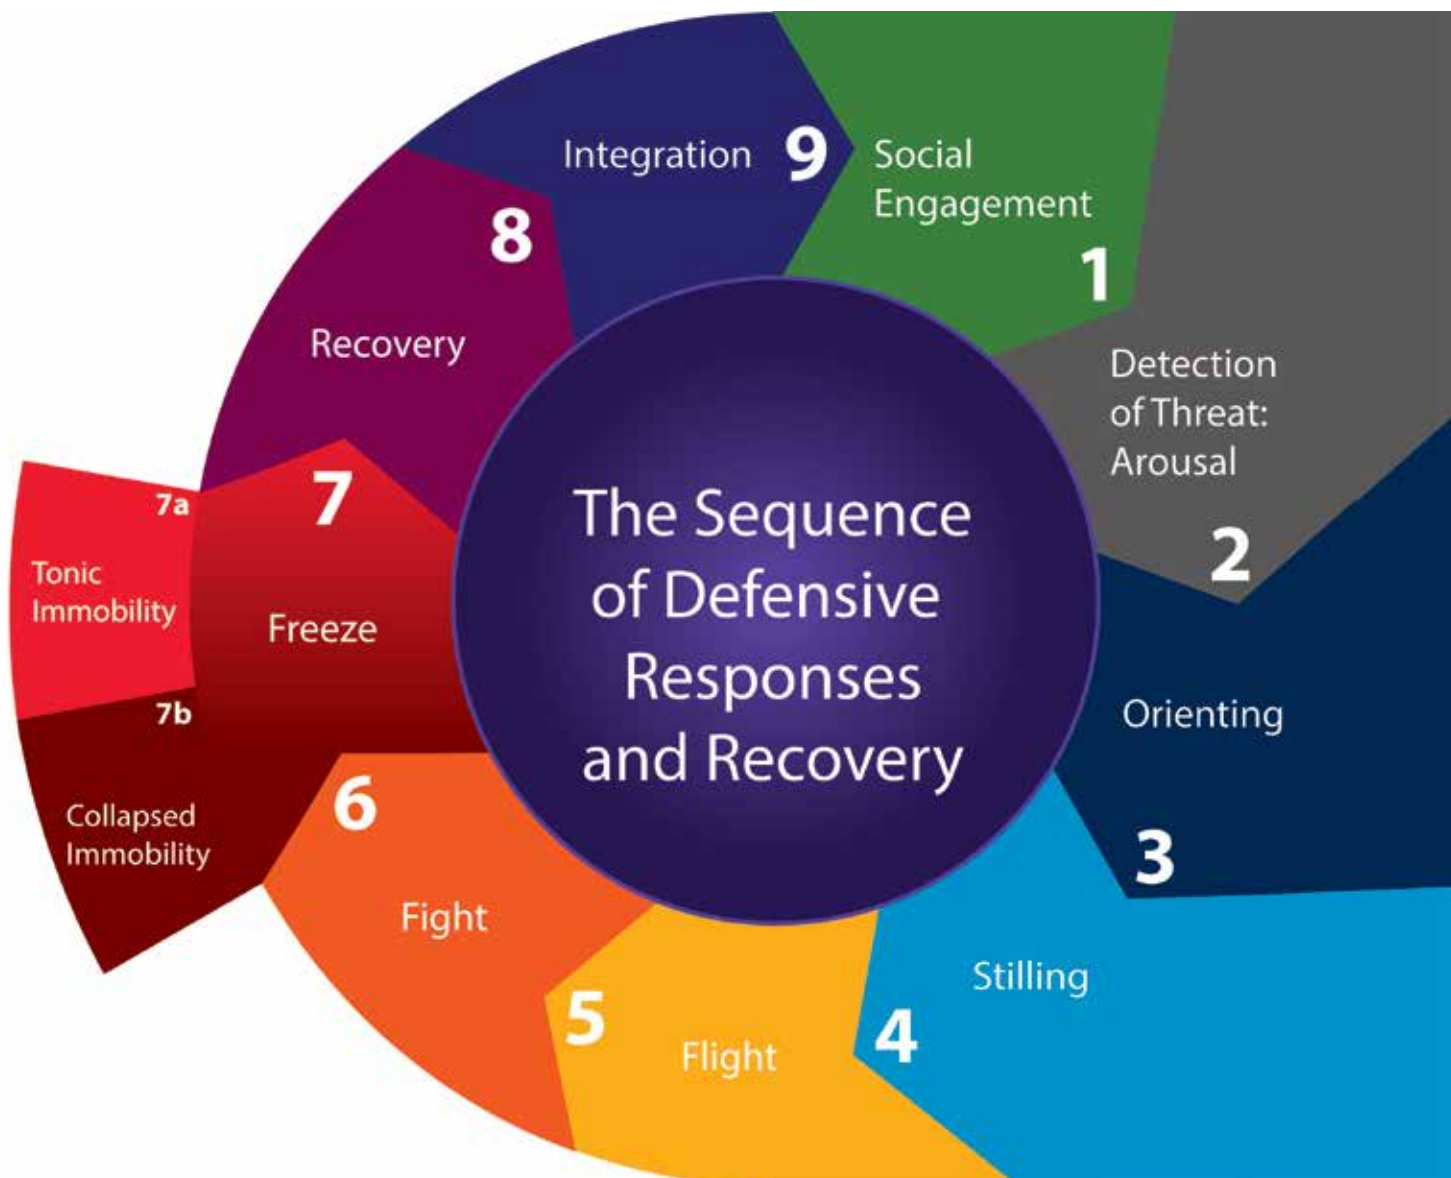 The Sequence
of Defensive
Responses
and Recovery
Social
Engagement
1
Detection
of Threat:
Arousal
2
Orienting
3
Stilling
4
Flight
5
Fight
6
Freeze
7
7a
Tonic
Immobility
7b
Collapsed
Immobility
Recovery
8
Integration
9